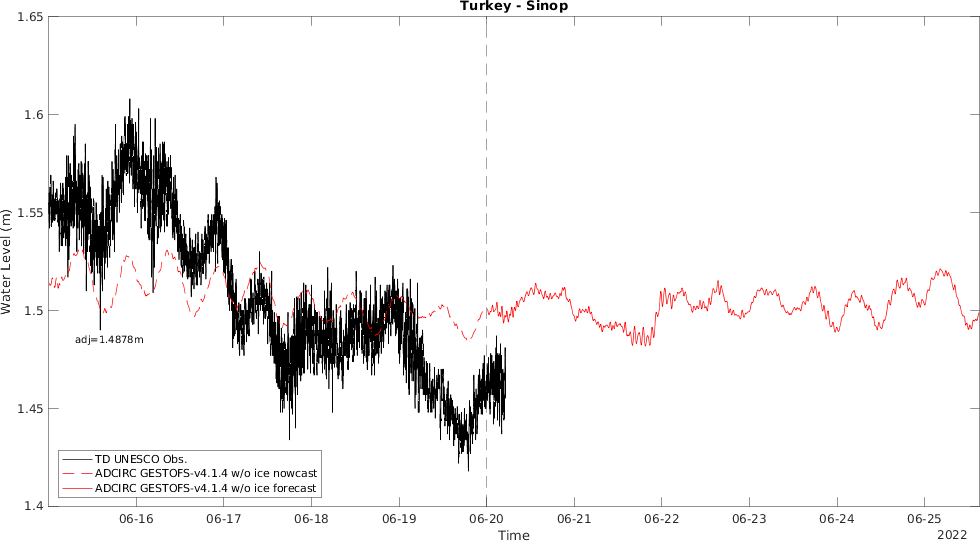 Turkey - Sinop
1.65
1.6
1.55
1.5
1.45
1.4
Water Level (m)
adj=1.4878m
TD UNESCO Obs.
ADCIRC GESTOFS-v4.1.4 w/o ice nowcast
ADCIRC GESTOFS-v4.1.4 w/o ice forecast
06-16 06-17 06-18 06-19 06-20 06-21 06-22 06-23 06-24 06-25
Time
2022